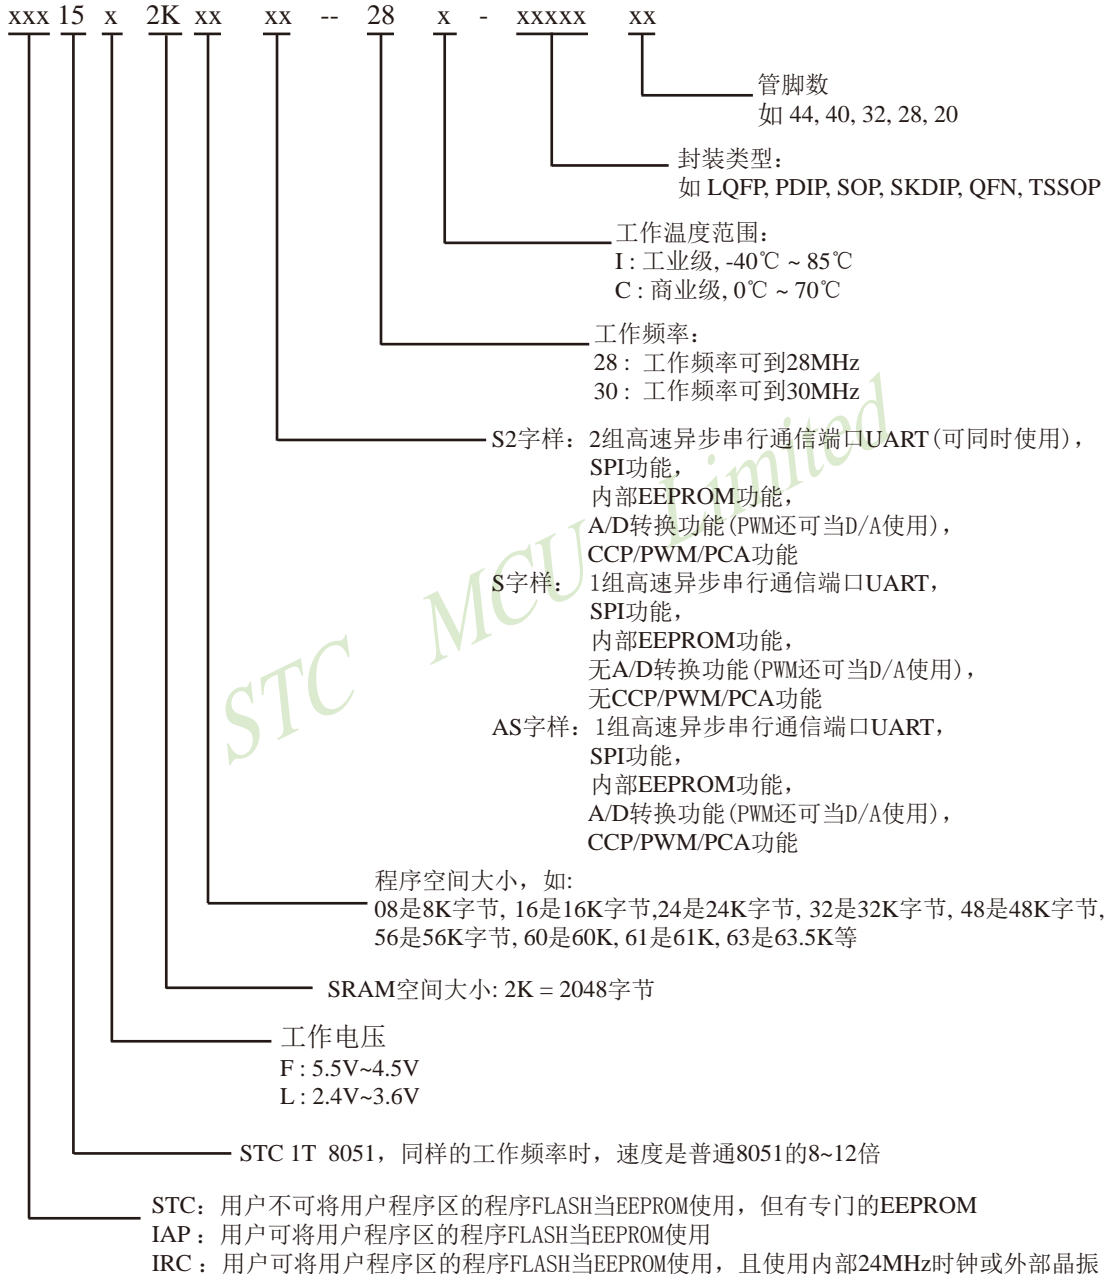 xxx 15 x 2K xx xx -- 28 x - xxxxx xx
管脚数
如 44, 40, 32, 28, 20
封装类型：
如 LQFP, PDIP, SOP, SKDIP, QFN, TSSOP
工作温度范围：
I : 工业级, -40℃ ~ 85℃
C : 商业级, 0℃ ~ 70℃
工作频率：
28 : 工作频率可到28MHz
30 : 工作频率可到30MHz
S2字样：2组高速异步串行通信端口UART(可同时使用)，
SPI功能，
内部EEPROM功能，
A/D转换功能(PWM还可当D/A使用)，
CCP/PWM/PCA功能
S字样： 1组高速异步串行通信端口UART，
SPI功能，
内部EEPROM功能，
无A/D转换功能(PWM还可当D/A使用)，
无CCP/PWM/PCA功能
AS字样：1组高速异步串行通信端口UART，
SPI功能，
内部EEPROM功能，
A/D转换功能(PWM还可当D/A使用)，
CCP/PWM/PCA功能
程序空间大小，如:
08是8K字节, 16是16K字节,24是24K字节, 32是32K字节, 48是48K字节,
56是56K字节, 60是60K, 61是61K, 63是63.5K等
SRAM空间大小: 2K = 2048字节
工作电压
F : 5.5V~4.5V
L : 2.4V~3.6V
STC 1T 8051，同样的工作频率时，速度是普通8051的8~12倍
STC：用户不可将用户程序区的程序FLASH当EEPROM使用，但有专门的EEPROM
IAP：用户可将用户程序区的程序FLASH当EEPROM使用
IRC：用户可将用户程序区的程序FLASH当EEPROM使用，且使用内部24MHz时钟或外部晶振
STC MCU Limited